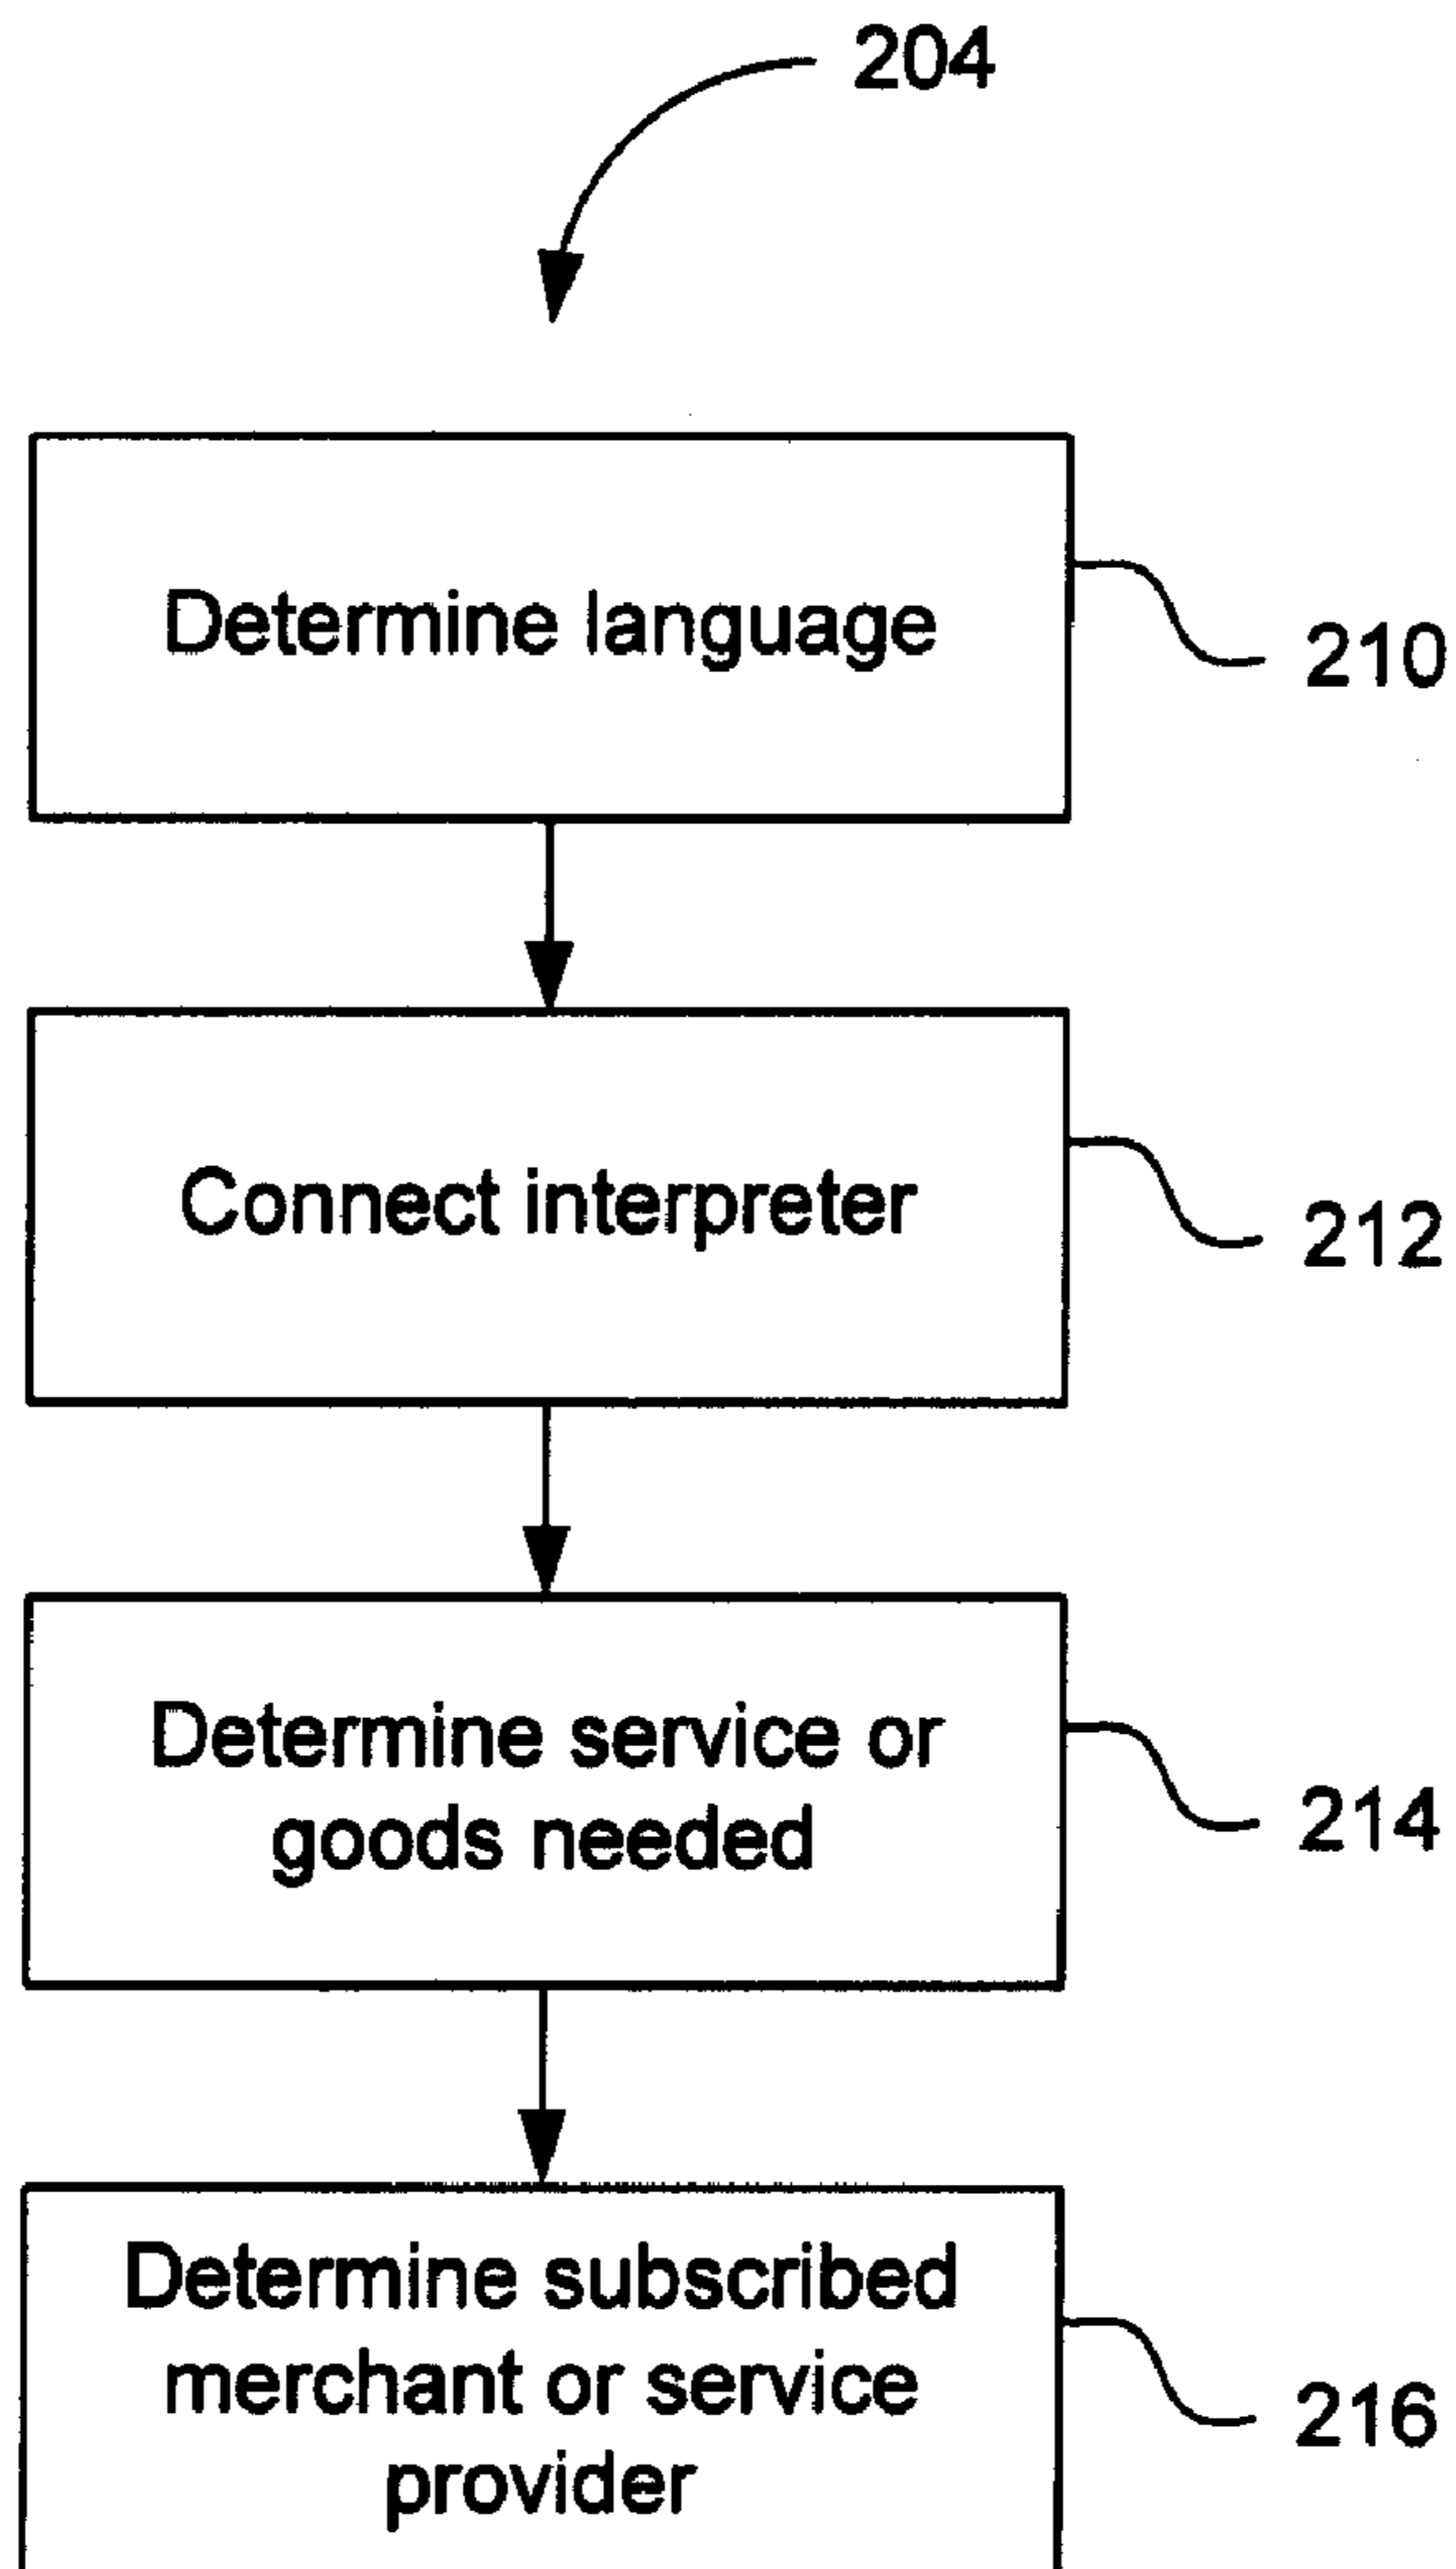 204
Determine language
210
Connect interpreter
212
Determine service or
goods needed
214
Determine subscribed
merchant or service
provider
216